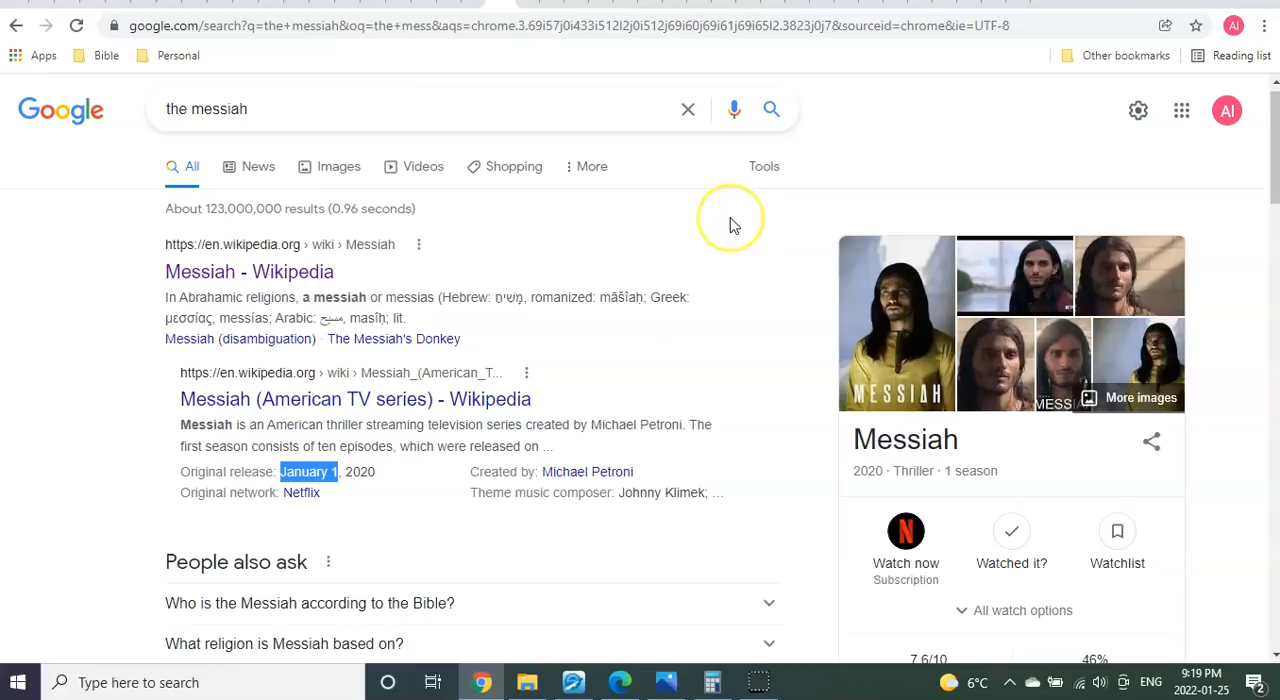 google.com/search?q=the+messiah&oq=the+mess&aqs=chrome.3.69i57j0i433i512l2j0i512j69i60j69i61j69i65l2.3823j0j7&sourceid=chrome&ie=UTF-8
AI
Apps Bible Personal Other bookmarks Reading list
Google the messiah AI
All News Images Videos Shopping More Tools
About 123,000,000 results (0.96 seconds)
https://en.wikipedia.org › wiki › Messiah
Messiah - Wikipedia
In Abrahamic religions, a messiah or messias (Hebrew: מָשִׁיחַ, romanized: māšîaḥ; Greek:
μεσσίας, messías; Arabic: مسيح, masīḥ; lit.
Messiah (disambiguation) · The Messiah's Donkey
https://en.wikipedia.org › wiki › Messiah_(American_T...
Messiah (American TV series) - Wikipedia
Messiah is an American thriller streaming television series created by Michael Petroni. The
first season consists of ten episodes, which were released on ...
Original release: January 1, 2020 Created by: Michael Petroni
Original network: Netflix Theme music composer: Johnny Klimek; ...
People also ask
Who is the Messiah according to the Bible?
What religion is Messiah based on?
MESSIAH
MESS
More images
Messiah
2020 · Thriller · 1 season
N
Watch now Watched it? Watchlist
Subscription
All watch options
7.6/10 46%
Type here to search
6°C ENG 9:19 PM
2022-01-25
2